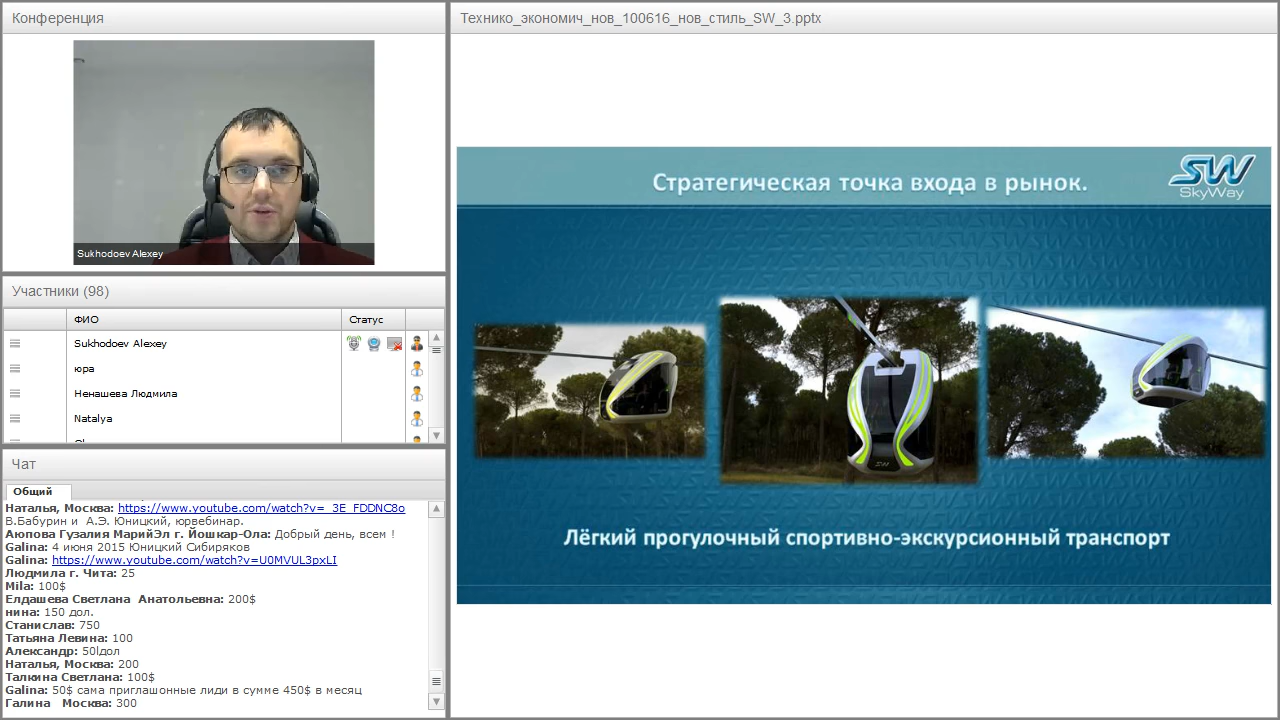 Конференция
Sukhodoev Alexey
Участники (98)
ФИО
Статус
Sukhodoev Alexey
юра
Ненашева Людмила
Natalya
Чат
Общий
Наталья, Москва: https://www.youtube.com/watch?v=_3E_FDDNC8o
В.Бабурин и А.Э. Юницкий, юрвебинар.
Аюпова Гузалия МарийЭл г. Йошкар-Ола: Добрый день, всем !
Galina: 4 июня 2015 Юницкий Сибиряков
Galina: https://www.youtube.com/watch?v=U0MVUL3pxLI
Людмила г. Чита: 25
Mila: 100$
Елдашева Светлана Анатольевна: 200$
нина: 150 дол.
Станислав: 750
Татьяна Левина: 100
Александр: 50lдол
Наталья, Москва: 200
Талкина Светлана: 100$
Galina: 50$ сама приглашонные лиди в сумме 450$ в месяц
Галина Москва: 300
Технико_экономич_нов_100616_нов_стиль_SW_3.pptx
Стратегическая точка входа в рынок.
SW
SkyWay
SW
Лёгкий прогулочный спортивно-экскурсионный транспорт